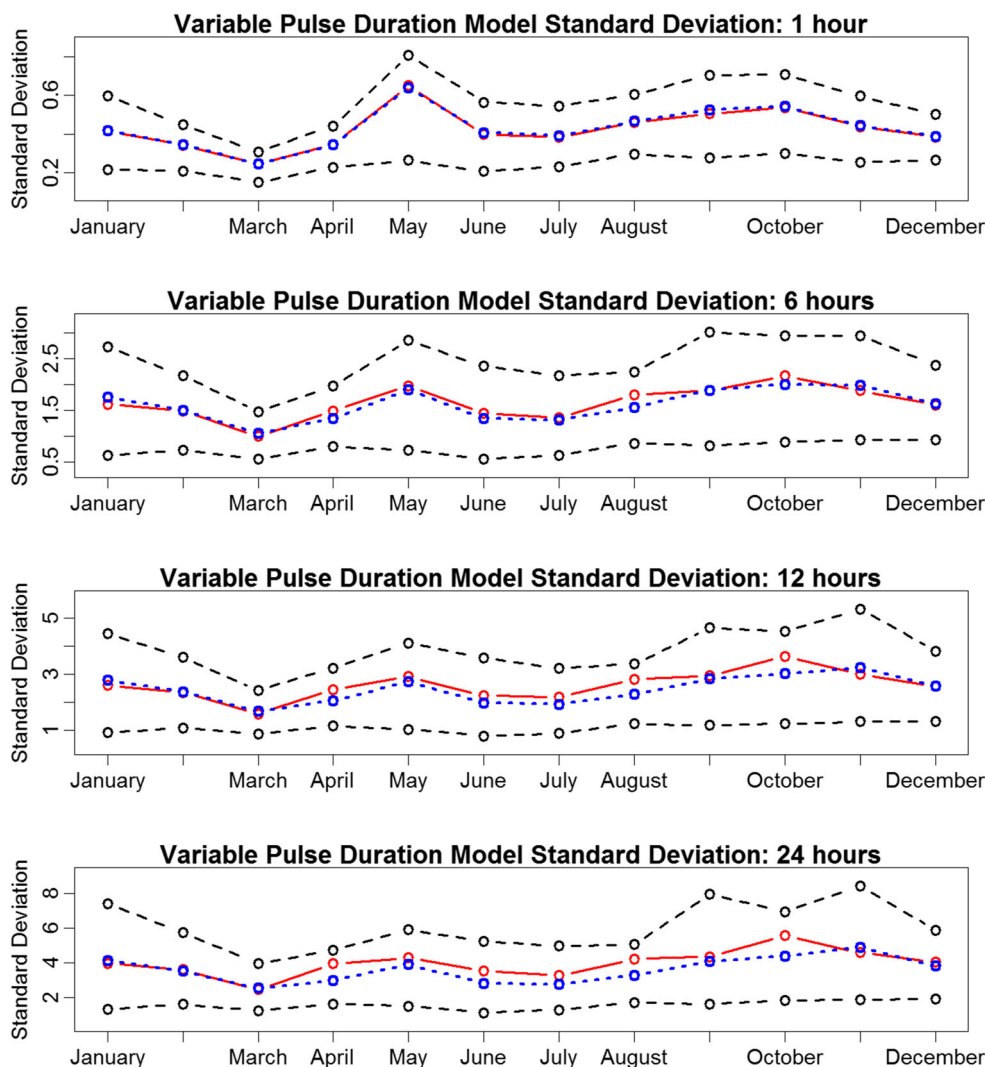 Variable Pulse Duration Model Standard Deviation: 1 hour
Standard Deviation
0.6
0.2
January March April May June July August October December
Variable Pulse Duration Model Standard Deviation: 6 hours
Standard Deviation
2.5
1.5
0.5
January March April May June July August October December
Variable Pulse Duration Model Standard Deviation: 12 hours
Standard Deviation
5
3
1
January March April May June July August October December
Variable Pulse Duration Model Standard Deviation: 24 hours
Standard Deviation
8
6
4
2
January March April May June July August October December